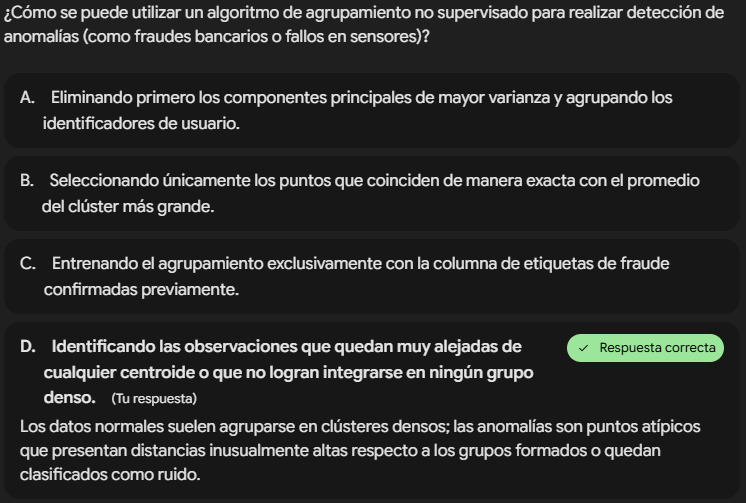 ¿Cómo se puede utilizar un algoritmo de agrupamiento no supervisado para realizar detección de
anomalías (como fraudes bancarios o fallos en sensores)?
A. Eliminando primero los componentes principales de mayor varianza y agrupando los
identificadores de usuario.
B. Seleccionando únicamente los puntos que coinciden de manera exacta con el promedio
del clúster más grande.
C. Entrenando el agrupamiento exclusivamente con la columna de etiquetas de fraude
confirmadas previamente.
D. Identificando las observaciones que quedan muy alejadas de
cualquier centroide o que no logran integrarse en ningún grupo
denso. (Tu respuesta)
✓ Respuesta correcta
Los datos normales suelen agruparse en clústeres densos; las anomalías son puntos atípicos
que presentan distancias inusualmente altas respecto a los grupos formados o quedan
clasificados como ruido.